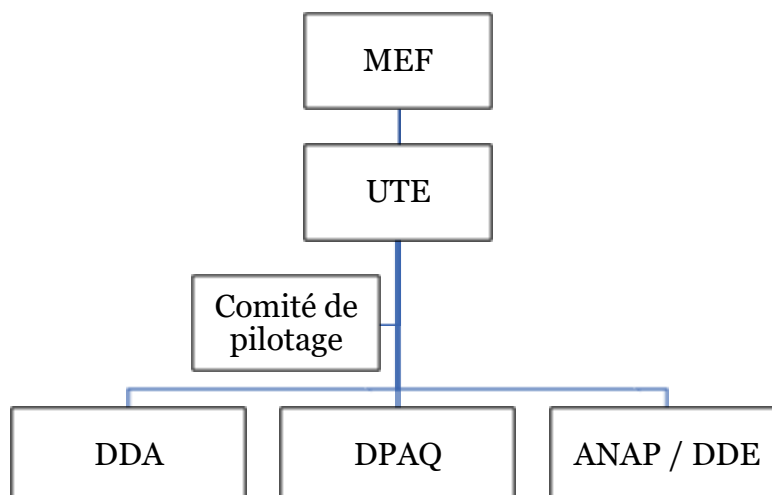 MEF
UTE
Comité de
pilotage
DDA
DPAQ
ANAP / DDE